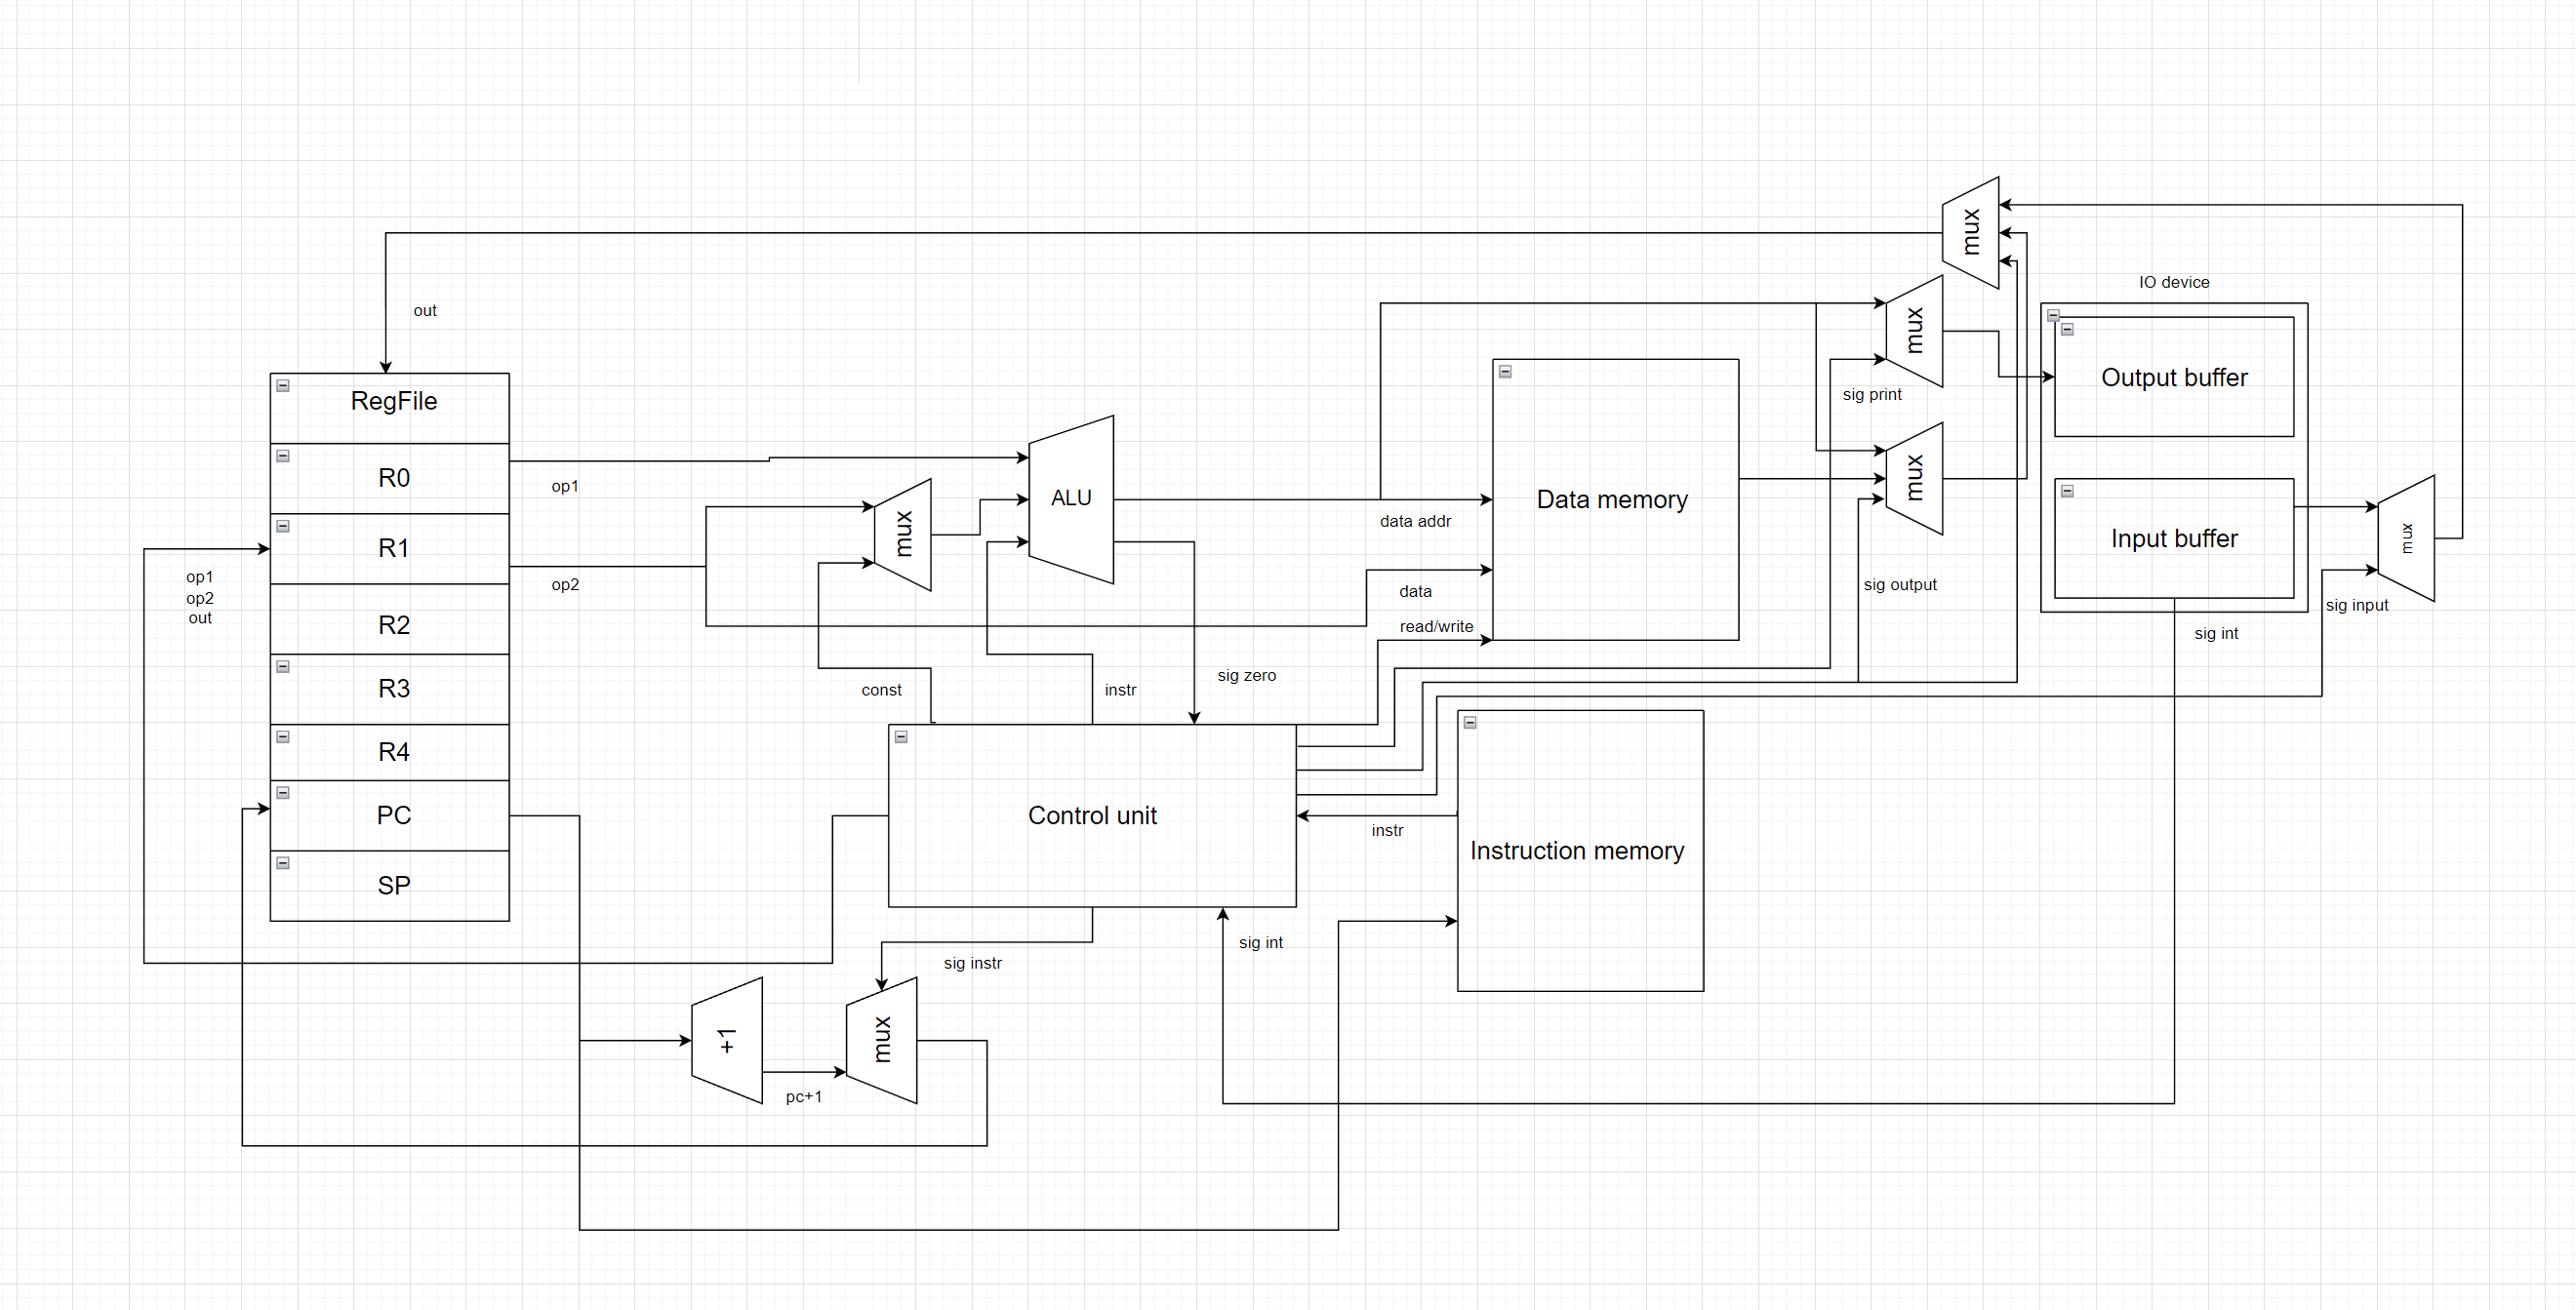 mux
IO device
out
mux
Output buffer
sig print
RegFile
R0
op1
ALU
mux
Data memory
data addr
mux
Input buffer
mux
R1
op1
op2
out
op2
data
sig output
sig input
R2
read/write
sig int
R3
const
instr
sig zero
R4
PC
Control unit
instr
Instruction memory
SP
sig instr
sig int
+1
mux
pc+1